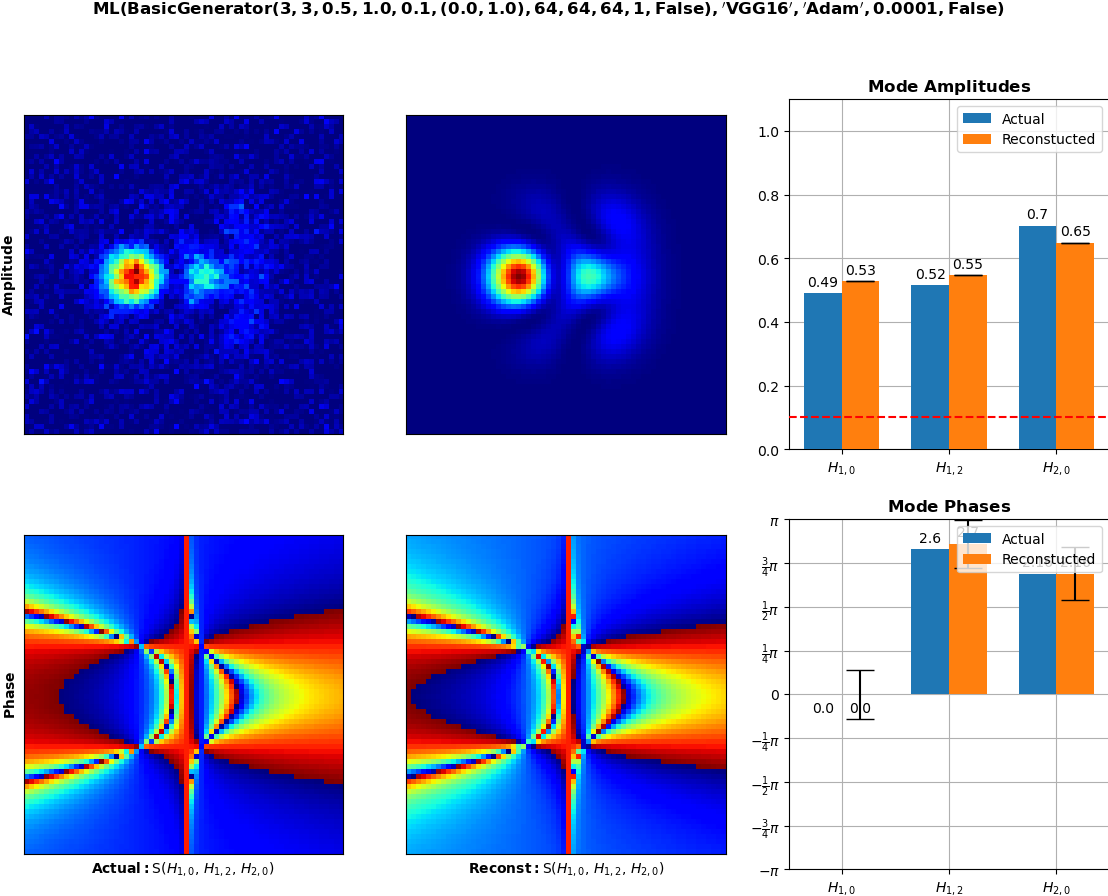 ML(BasicGenerator(3, 3, 0.5, 1.0, 0.1, (0.0, 1.0), 64, 64, 64, 1, False), ′VGG16′, ′Adam′, 0.0001, False)
Amplitude
Mode Amplitudes
Actual
Reconstucted
1.0
0.8
0.6
0.4
0.2
0.0
0.49
0.53
0.52
0.55
0.7
0.65
H₁,₀
H₁,₂
H₂,₀
Phase
Actual: S(H₁,₀, H₁,₂, H₂,₀)
Reconst: S(H₁,₀, H₁,₂, H₂,₀)
Mode Phases
Actual
Reconstucted
π
¾π
½π
¼π
0
−¼π
−½π
−¾π
−π
0.0
0.0
2.6
H₁,₀
H₁,₂
H₂,₀